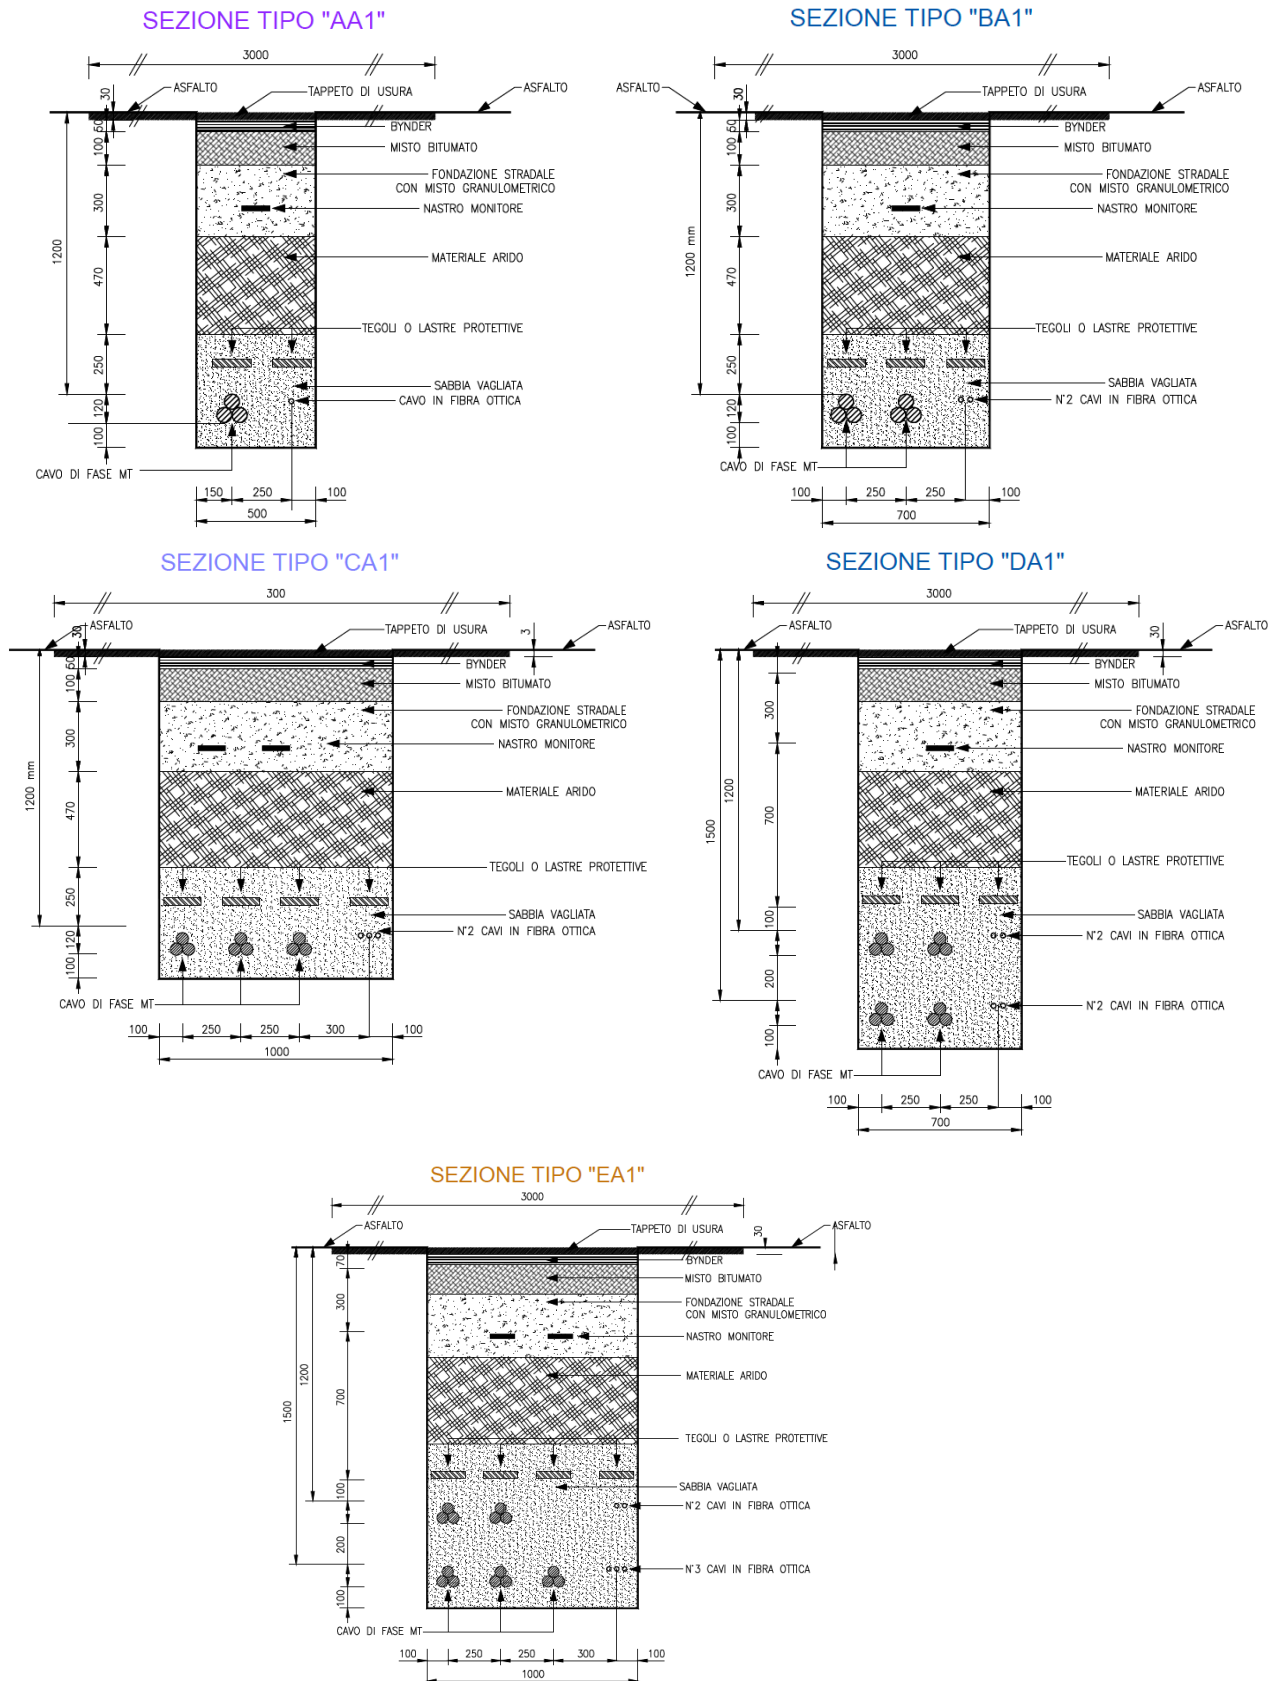 SEZIONE TIPO "AA1"
3000
30
ASFALTO
TAPPETO DI USURA
ASFALTO
50
BYNDER
100
MISTO BITUMATO
FONDAZIONE STRADALE
CON MISTO GRANULOMETRICO
300
NASTRO MONITORE
1200
470
MATERIALE ARIDO
TEGOLI O LASTRE PROTETTIVE
250
SABBIA VAGLIATA
CAVO IN FIBRA OTTICA
120
100
CAVO DI FASE MT
150 250 100
500
SEZIONE TIPO "BA1"
3000
ASFALTO
30
TAPPETO DI USURA
ASFALTO
50
BYNDER
100
MISTO BITUMATO
FONDAZIONE STRADALE
CON MISTO GRANULOMETRICO
300
NASTRO MONITORE
1200 mm
470
MATERIALE ARIDO
TEGOLI O LASTRE PROTETTIVE
250
SABBIA VAGLIATA
N°2 CAVI IN FIBRA OTTICA
120
100
CAVO DI FASE MT
100 250 250 100
700
SEZIONE TIPO "CA1"
300
30
ASFALTO
TAPPETO DI USURA
3
ASFALTO
50
BYNDER
100
MISTO BITUMATO
FONDAZIONE STRADALE
CON MISTO GRANULOMETRICO
300
NASTRO MONITORE
1200 mm
470
MATERIALE ARIDO
TEGOLI O LASTRE PROTETTIVE
250
SABBIA VAGLIATA
N°2 CAVI IN FIBRA OTTICA
120
100
CAVO DI FASE MT
100 250 250 300 100
1000
SEZIONE TIPO "DA1"
3000
ASFALTO
TAPPETO DI USURA
30
ASFALTO
BYNDER
MISTO BITUMATO
300
FONDAZIONE STRADALE
CON MISTO GRANULOMETRICO
NASTRO MONITORE
1200
1500
700
MATERIALE ARIDO
TEGOLI O LASTRE PROTETTIVE
100
SABBIA VAGLIATA
N°2 CAVI IN FIBRA OTTICA
200
N°2 CAVI IN FIBRA OTTICA
100
CAVO DI FASE MT
100 250 250 100
700
SEZIONE TIPO "EA1"
3000
ASFALTO
TAPPETO DI USURA
30
ASFALTO
70
BYNDER
MISTO BITUMATO
300
FONDAZIONE STRADALE
CON MISTO GRANULOMETRICO
NASTRO MONITORE
1200
1500
700
MATERIALE ARIDO
TEGOLI O LASTRE PROTETTIVE
100
SABBIA VAGLIATA
N°2 CAVI IN FIBRA OTTICA
200
N°3 CAVI IN FIBRA OTTICA
100
CAVO DI FASE MT
100 250 250 300 100
1000